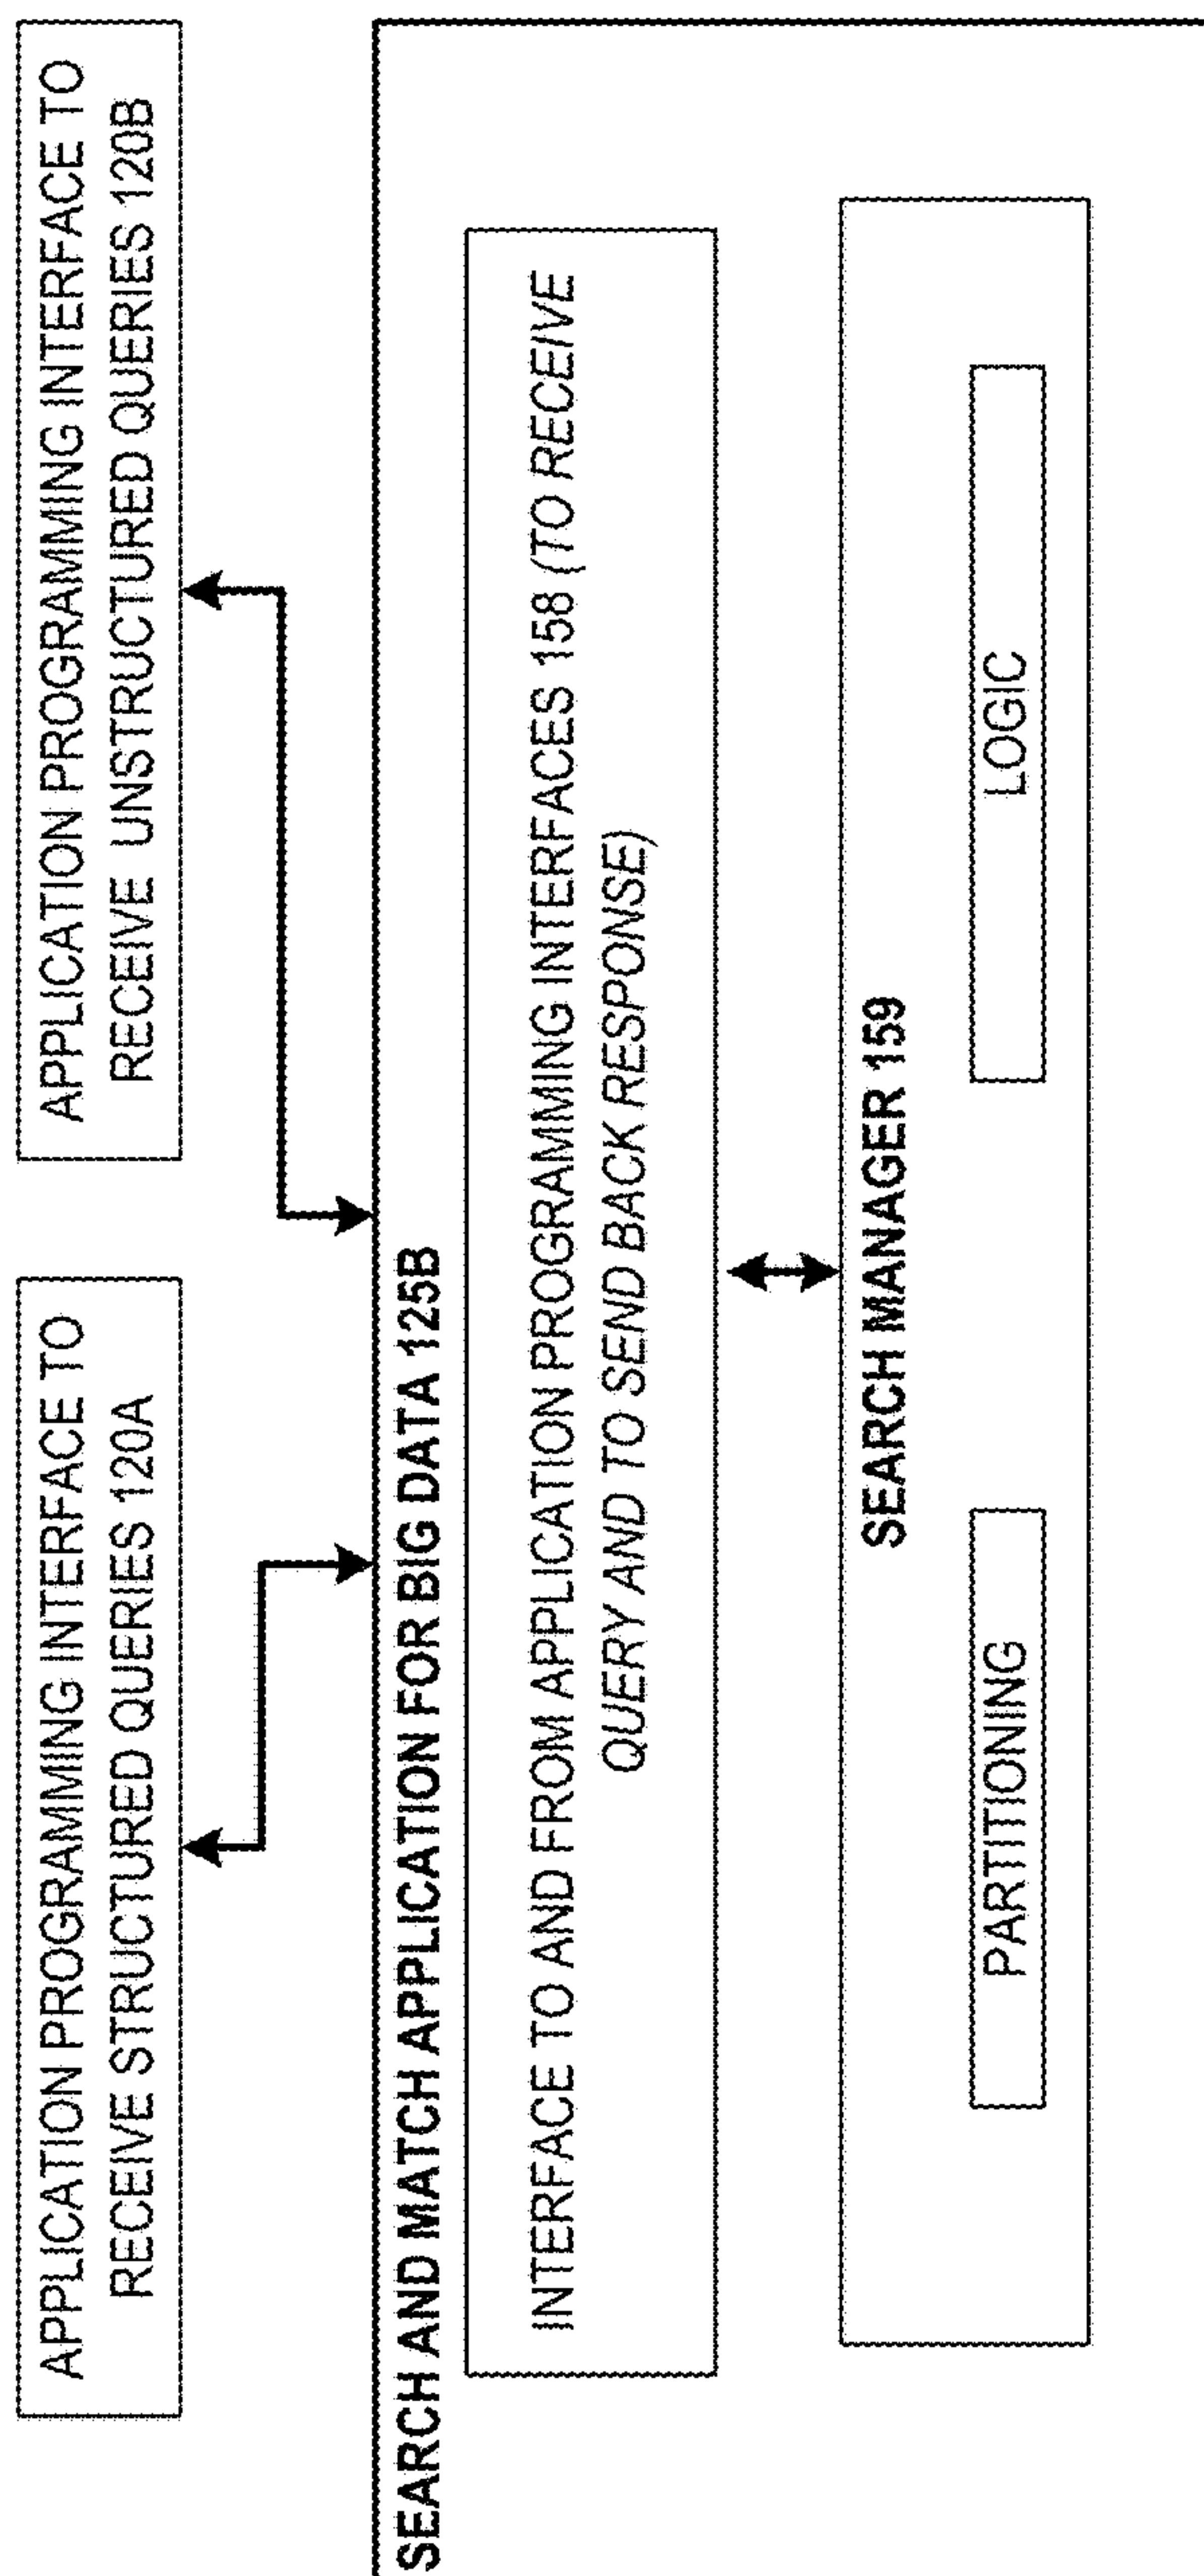 APPLICATION PROGRAMMING INTERFACE TO
RECEIVE STRUCTURED QUERIES 120A
APPLICATION PROGRAMMING INTERFACE TO
RECEIVE UNSTRUCTURED QUERIES 120B
SEARCH AND MATCH APPLICATION FOR BIG DATA 125B
INTERFACE TO AND FROM APPLICATION PROGRAMMING INTERFACES 158 (TO RECEIVE
QUERY AND TO SEND BACK RESPONSE)
SEARCH MANAGER 159
PARTITIONING
LOGIC